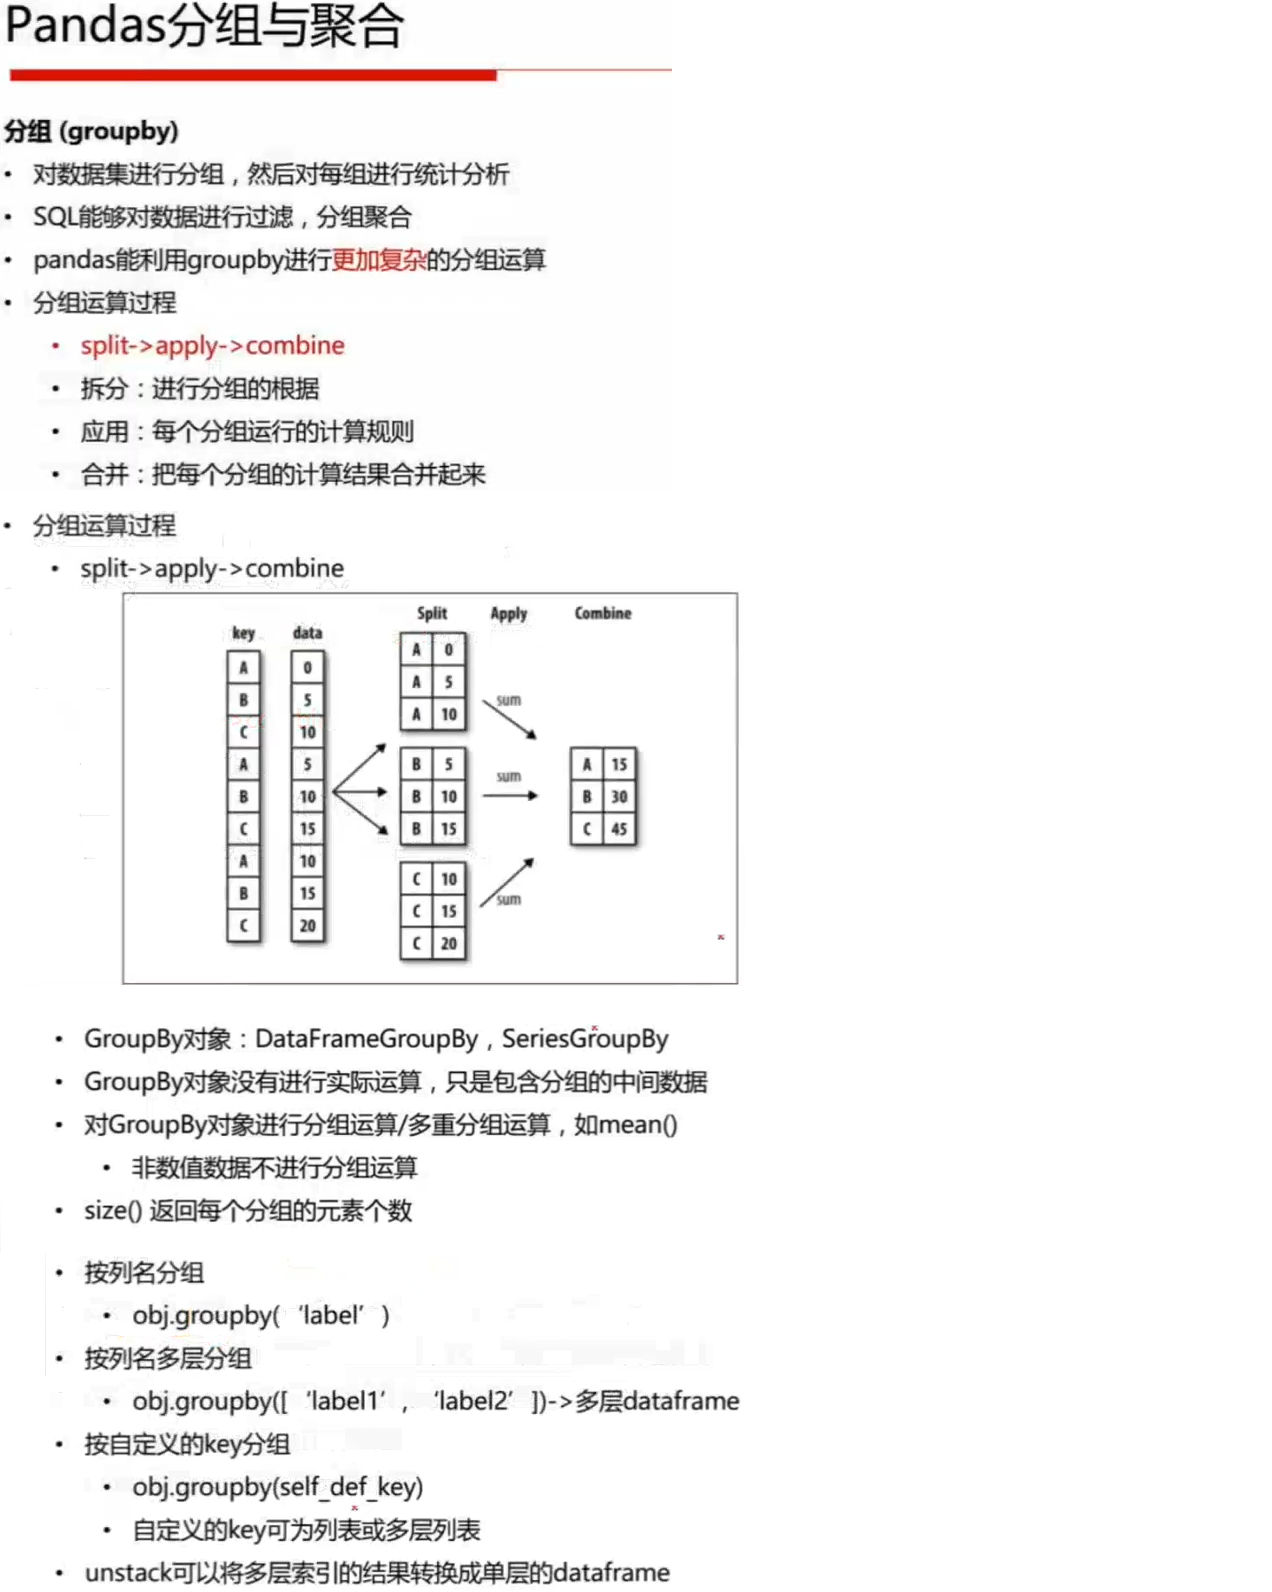 Pandas分组与聚合
分组 (groupby)
• 对数据集进行分组，然后对每组进行统计分析
• SQL能够对数据进行过滤，分组聚合
• pandas能利用groupby进行更加复杂的分组运算
• 分组运算过程
• split->apply->combine
• 拆分：进行分组的根据
• 应用：每个分组运行的计算规则
• 合并：把每个分组的计算结果合并起来
• 分组运算过程
• split->apply->combine
Split Apply Combine
key data
A 0
B 5
C 10
A 5
B 10
C 15
A 10
B 15
C 20
A 0
A 5
A 10
B 5
B 10
B 15
C 10
C 15
C 20
sum
sum
sum
A 15
B 30
C 45
• GroupBy对象：DataFrameGroupBy，SeriesGroupBy
• GroupBy对象没有进行实际运算，只是包含分组的中间数据
• 对GroupBy对象进行分组运算/多重分组运算，如mean()
• 非数值数据不进行分组运算
• size() 返回每个分组的元素个数
• 按列名分组
• obj.groupby(‘label’)
• 按列名多层分组
• obj.groupby([‘label1’, ‘label2’])->多层dataframe
• 按自定义的key分组
• obj.groupby(self_def_key)
• 自定义的key可为列表或多层列表
• unstack可以将多层索引的结果转换成单层的dataframe